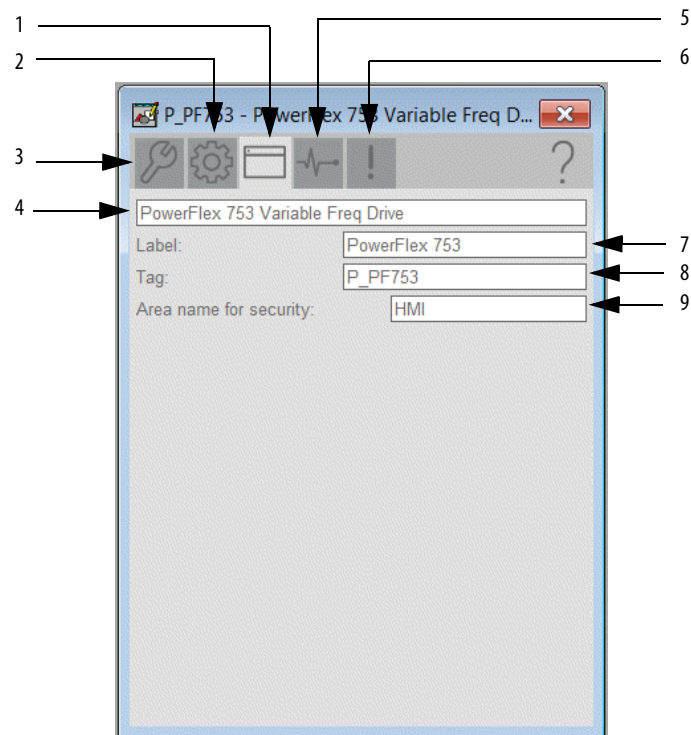 1
2
3
4
5
6
P_PF753 - PowerFlex 753 Variable Freq D...
?
PowerFlex 753 Variable Freq Drive
Label: PowerFlex 753
7
Tag: P_PF753
8
Area name for security: HMI
9